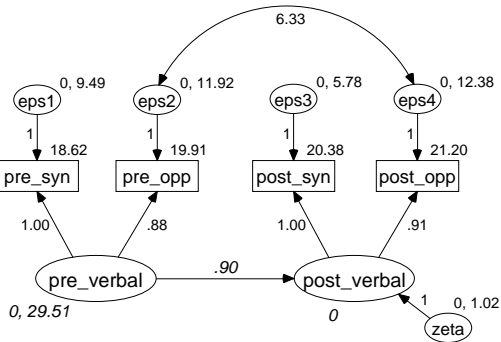 6.33
0, 9.49
0, 11.92
0, 5.78
0, 12.38
eps1
eps2
eps3
eps4
1
1
1
1
18.62
19.91
20.38
21.20
pre_syn
pre_opp
post_syn
post_opp
1.00
.88
1.00
.91
pre_verbal
.90
post_verbal
0, 29.51
0
1
0, 1.02
zeta